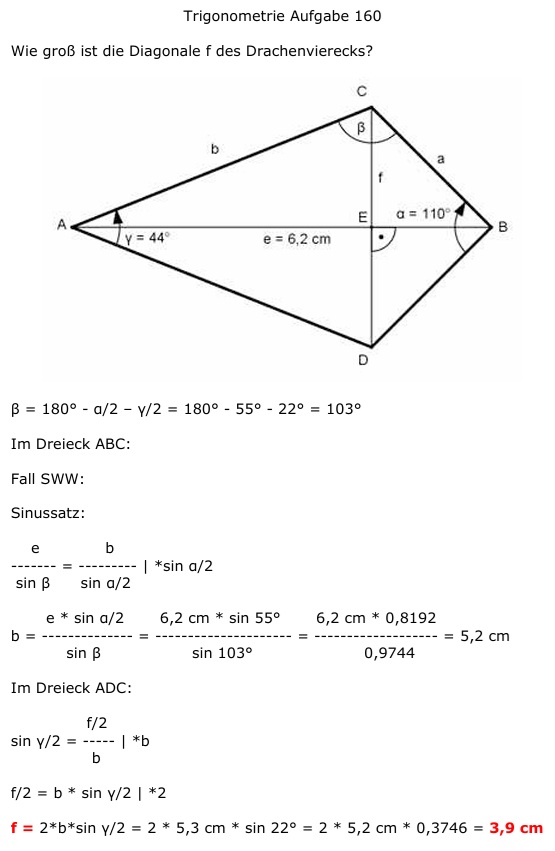 Trigonometrie Aufgabe 160
Wie groß ist die Diagonale f des Drachenvierecks?
C
β
b
a
f
A
E
α = 110°
B
γ = 44°
e = 6,2 cm
D
β = 180° - α/2 – γ/2 = 180° - 55° - 22° = 103°
Im Dreieck ABC:
Fall SWW:
Sinussatz:
e b
------- = --------- | *sin α/2
sin β sin α/2
e * sin α/2 6,2 cm * sin 55° 6,2 cm * 0,8192
b = -------------- = --------------------- = ------------------- = 5,2 cm
sin β sin 103° 0,9744
Im Dreieck ADC:
f/2
sin γ/2 = ----- | *b
b
f/2 = b * sin γ/2 | *2
f = 2*b*sin γ/2 = 2 * 5,3 cm * sin 22° = 2 * 5,2 cm * 0,3746 = 3,9 cm